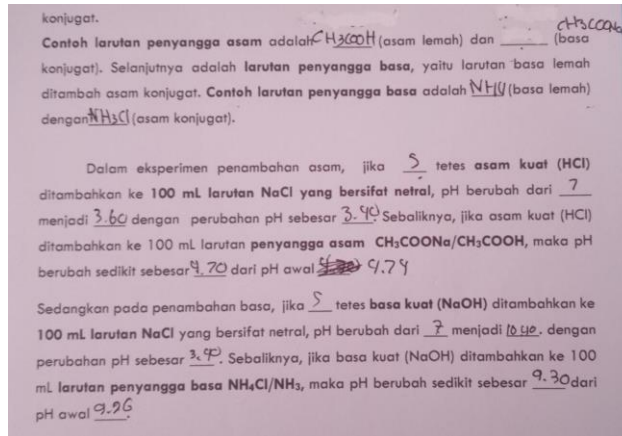 konjugat.
CH3COONa
Contoh larutan penyangga asam adalah CH3COOH (asam lemah) dan ____ (basa
konjugat). Selanjutnya adalah larutan penyangga basa, yaitu larutan basa lemah
ditambah asam konjugat. Contoh larutan penyangga basa adalah NH4 (basa lemah)
dengan NH3Cl (asam konjugat).
Dalam eksperimen penambahan asam, jika 5 tetes asam kuat (HCl)
ditambahkan ke 100 mL larutan NaCl yang bersifat netral, pH berubah dari 7
menjadi 3.60 dengan perubahan pH sebesar 3.40. Sebaliknya, jika asam kuat (HCl)
ditambahkan ke 100 mL larutan penyangga asam CH₃COONa/CH₃COOH, maka pH
berubah sedikit sebesar 4.70 dari pH awal 4.74
Sedangkan pada penambahan basa, jika 5 tetes basa kuat (NaOH) ditambahkan ke
100 mL larutan NaCl yang bersifat netral, pH berubah dari 7 menjadi 10.40. dengan
perubahan pH sebesar 3.40. Sebaliknya, jika basa kuat (NaOH) ditambahkan ke 100
mL larutan penyangga basa NH₄Cl/NH₃, maka pH berubah sedikit sebesar 9.30 dari
pH awal 9.26.